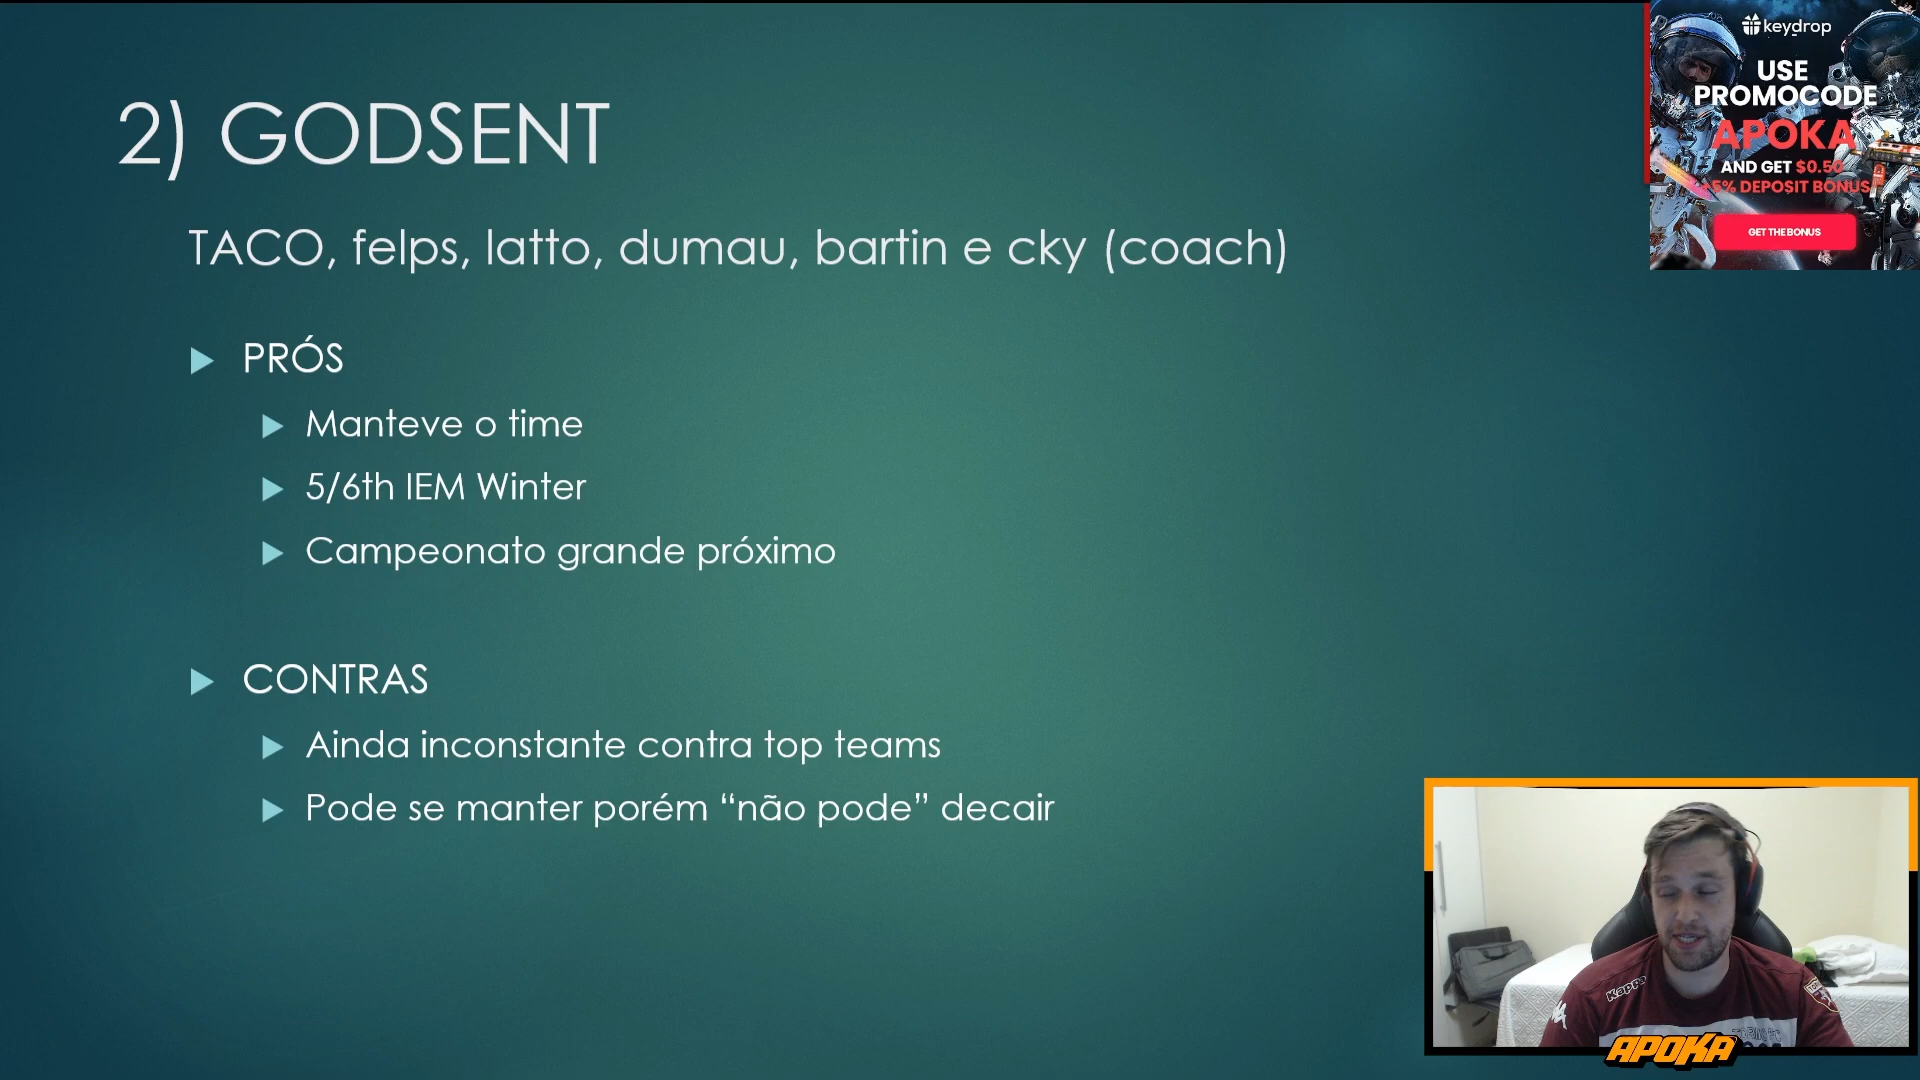 2) GODSENT
TACO, felps, latto, dumau, bartin e cky (coach)
PRÓS
Manteve o time
5/6th IEM Winter
Campeonato grande próximo
CONTRAS
Ainda inconstante contra top teams
Pode se manter porém “não pode” decair
keydrop
USE
PROMOCODE
APOKA
AND GET $0.50
+5% DEPOSIT BONUS
GET THE BONUS
Kappa
APOKA